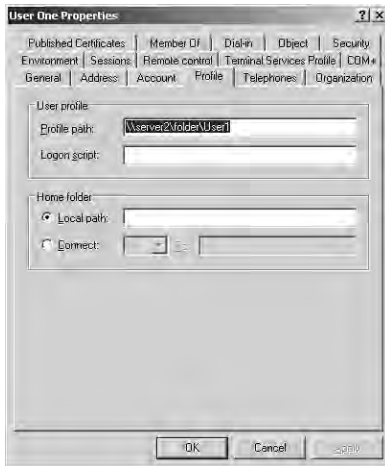 User One Properties
Published Certificates Member Of Dial-in Object Security
Environment Sessions Remote control Terminal Services Profile COM+
General Address Account Profile Telephones Organization
User profile
Profile path: \\server2\folder\User1
Logon script:
Home folder
Local path:
Connect:
OK Cancel Apply